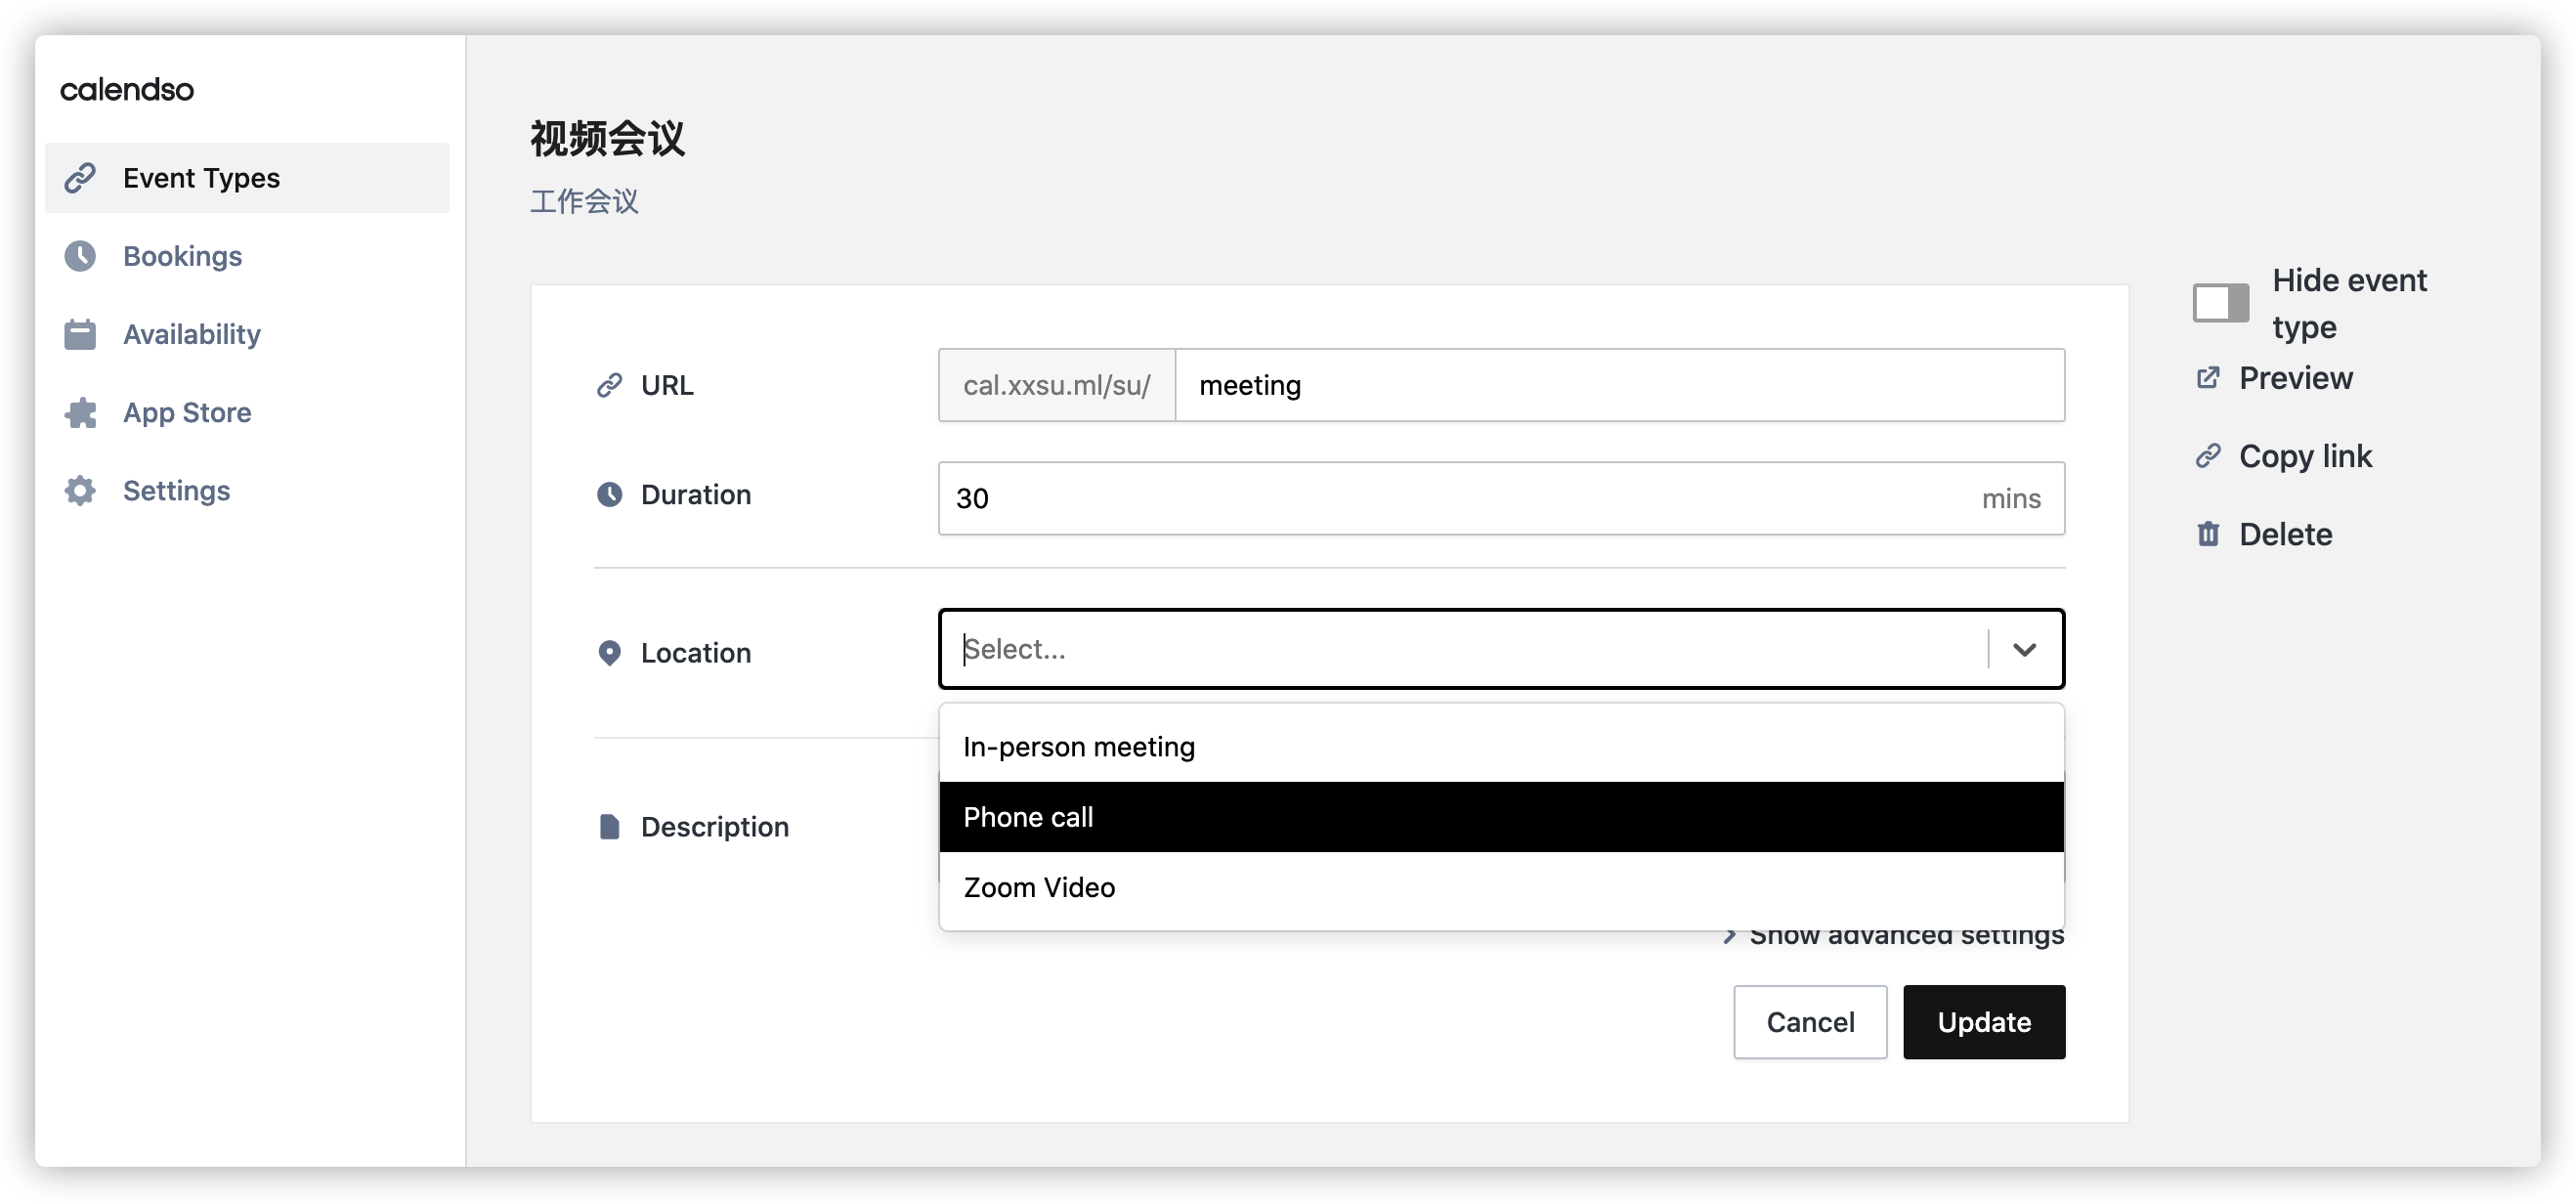 calendso
Event Types
Bookings
Availability
App Store
Settings
视频会议
工作会议
URL
cal.xxsu.ml/su/
meeting
Duration
30
mins
Location
Select...
In-person meeting
Phone call
Zoom Video
Description
Show advanced settings
Cancel
Update
Hide event
type
Preview
Copy link
Delete